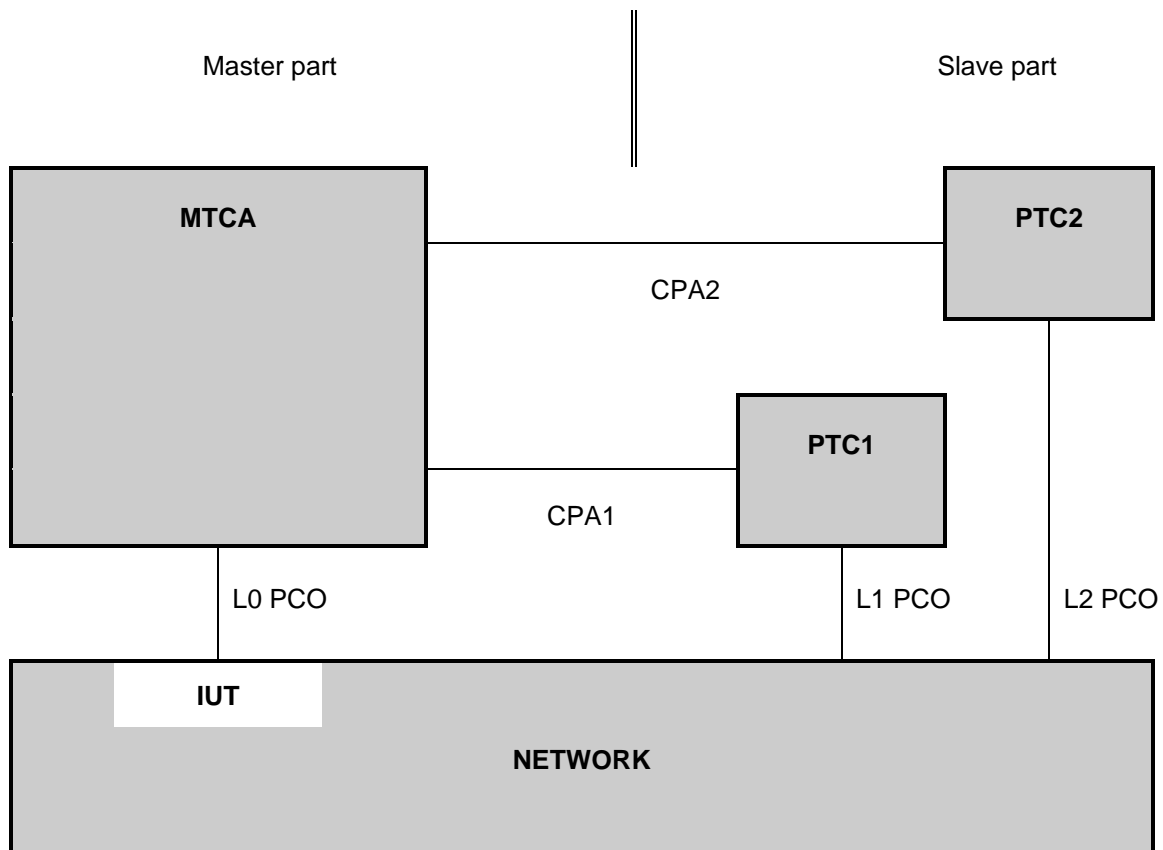 Master part
Slave part
MTCA
PTC2
CPA2
PTC1
CPA1
L0 PCO
L1 PCO
L2 PCO
IUT
NETWORK